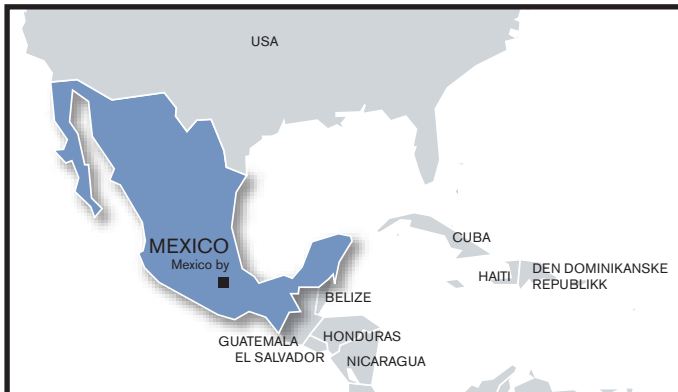 USA
MEXICO
Mexico by
CUBA
HAITI
DEN DOMINIKANSKE
REPUBLIKK
BELIZE
GUATEMALA
HONDURAS
EL SALVADOR
NICARAGUA